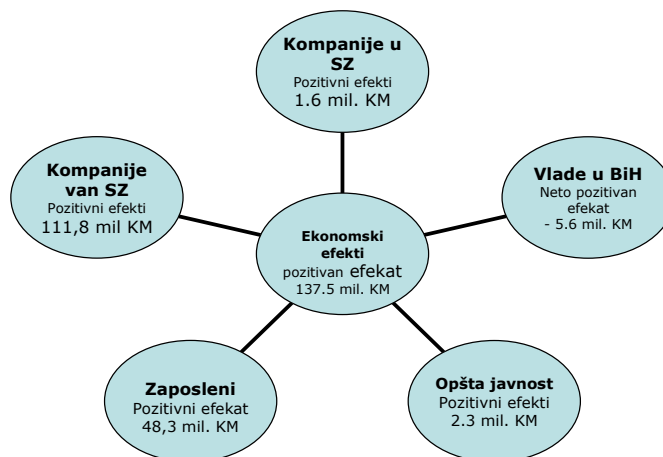 Kompanije u
SZ
Pozitivni efekti
1.6 mil. KM
Kompanije
van SZ
Pozitivni efekti
111,8 mil KM
Vlade u BiH
Neto pozitivan
efekat
- 5.6 mil. KM
Ekonomski
efekti
pozitivan efekat
137.5 mil. KM
Zaposleni
Pozitivni efekat
48,3 mil. KM
Opšta javnost
Pozitivni efekti
2.3 mil. KM